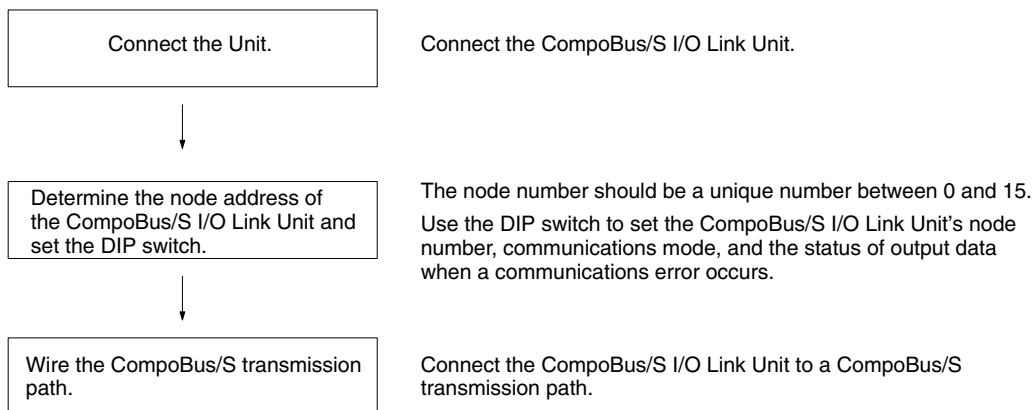 Connect the Unit.
Connect the CompoBus/S I/O Link Unit.
Determine the node address of
the CompoBus/S I/O Link Unit and
set the DIP switch.
The node number should be a unique number between 0 and 15.
Use the DIP switch to set the CompoBus/S I/O Link Unit's node
number, communications mode, and the status of output data
when a communications error occurs.
Wire the CompoBus/S transmission
path.
Connect the CompoBus/S I/O Link Unit to a CompoBus/S
transmission path.